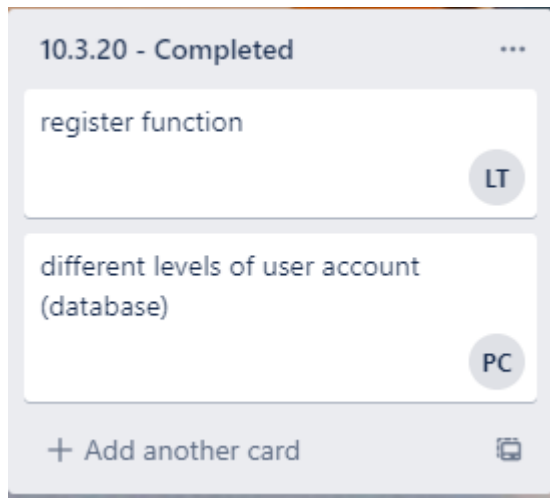 10.3.20 - Completed
register function
LT
different levels of user account
(database)
PC
+ Add another card